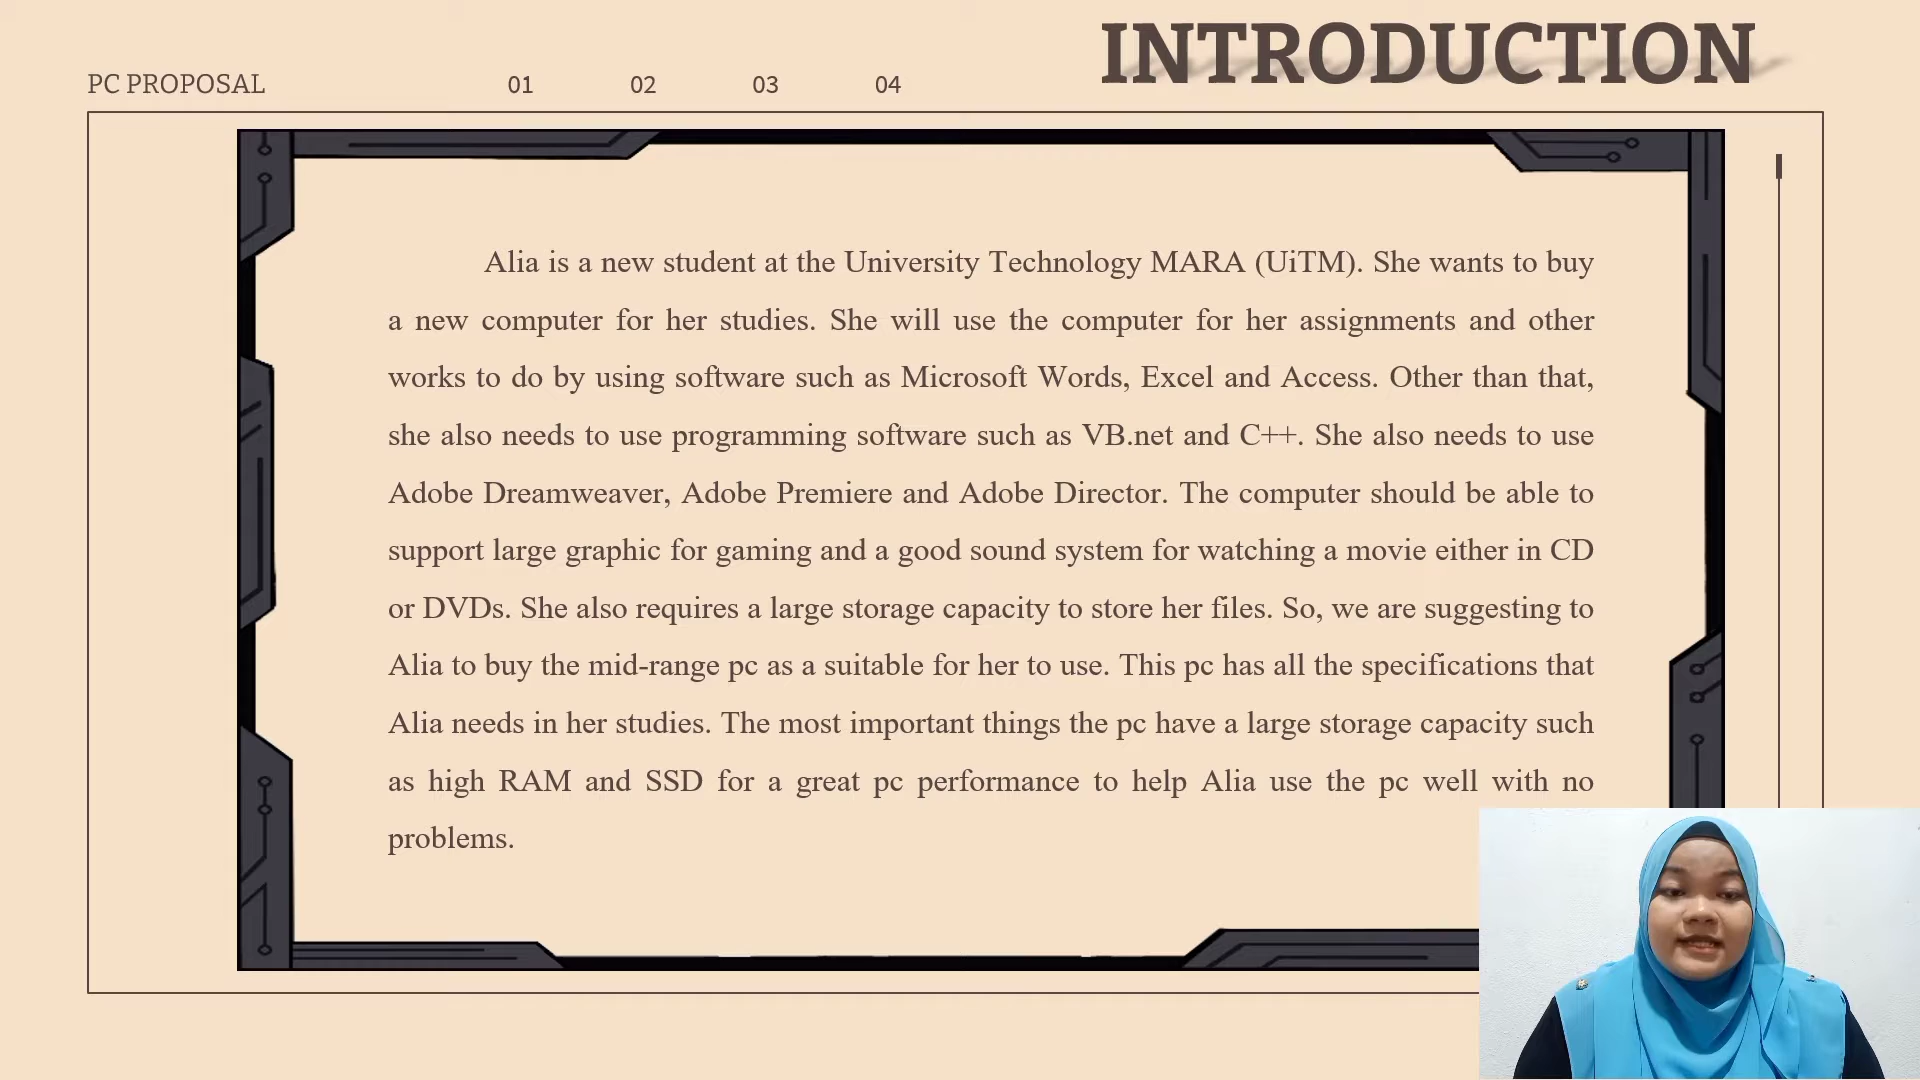 INTRODUCTION
PC PROPOSAL 01 02 03 04
Alia is a new student at the University Technology MARA (UiTM). She wants to buy
a new computer for her studies. She will use the computer for her assignments and other
works to do by using software such as Microsoft Words, Excel and Access. Other than that,
she also needs to use programming software such as VB.net and C++. She also needs to use
Adobe Dreamweaver, Adobe Premiere and Adobe Director. The computer should be able to
support large graphic for gaming and a good sound system for watching a movie either in CD
or DVDs. She also requires a large storage capacity to store her files. So, we are suggesting to
Alia to buy the mid-range pc as a suitable for her to use. This pc has all the specifications that
Alia needs in her studies. The most important things the pc have a large storage capacity such
as high RAM and SSD for a great pc performance to help Alia use the pc well with no
problems.